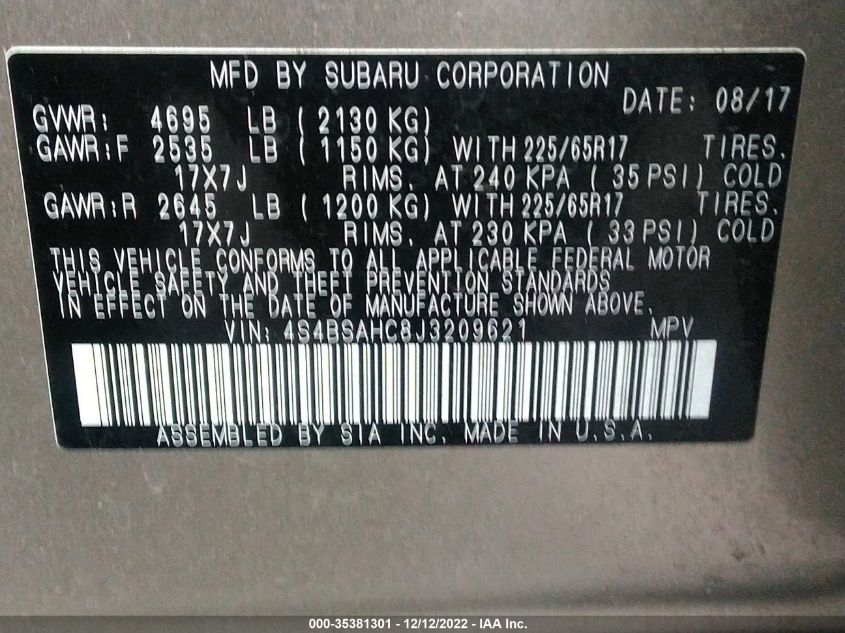 MFD BY SUBARU CORPORATION
DATE: 08/17
GVWR: 4695 LB ( 2130 KG)
GAWR:F 2535 LB ( 1150 KG) WITH 225/65R17 TIRES.
17X7J RIMS. AT 240 KPA ( 35 PSI) COLD
GAWR:R 2645 LB ( 1200 KG) WITH 225/65R17 TIRES.
17X7J RIMS. AT 230 KPA ( 33 PSI) COLD
THIS VEHICLE CONFORMS TO ALL APPLICABLE FEDERAL MOTOR
VEHICLE SAFETY AND THEFT PREVENTION STANDARDS
IN EFFECT ON THE DATE OF MANUFACTURE SHOWN ABOVE.
VIN: 4S4BSAHC8J3209621 MPV
ASSEMBLED BY SIA INC. MADE IN U.S.A.
000-35381301 - 12/12/2022 - IAA Inc.